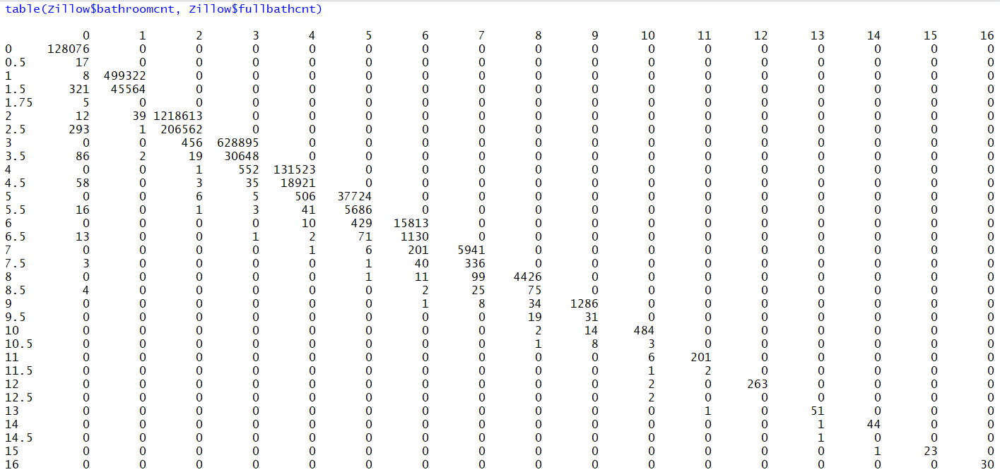 table(Zillow$bathroomcnt, Zillow$fullbathcnt)
0 1 2 3 4 5 6 7 8 9 10 11 12 13 14 15 16
0 128076 0 0 0 0 0 0 0 0 0 0 0 0 0 0 0 0
0.5 17 0 0 0 0 0 0 0 0 0 0 0 0 0 0 0 0
1 8 499322 0 0 0 0 0 0 0 0 0 0 0 0 0 0 0
1.5 321 45564 0 0 0 0 0 0 0 0 0 0 0 0 0 0 0
1.75 5 0 0 0 0 0 0 0 0 0 0 0 0 0 0 0 0
2 12 39 1218613 0 0 0 0 0 0 0 0 0 0 0 0 0 0
2.5 293 1 206562 0 0 0 0 0 0 0 0 0 0 0 0 0 0
3 0 0 456 628895 0 0 0 0 0 0 0 0 0 0 0 0 0
3.5 86 2 19 30648 0 0 0 0 0 0 0 0 0 0 0 0 0
4 0 0 1 552 131523 0 0 0 0 0 0 0 0 0 0 0 0
4.5 58 0 3 35 18921 0 0 0 0 0 0 0 0 0 0 0 0
5 0 0 6 5 506 37724 0 0 0 0 0 0 0 0 0 0 0
5.5 16 0 1 3 41 5686 0 0 0 0 0 0 0 0 0 0 0
6 0 0 0 0 10 429 15813 0 0 0 0 0 0 0 0 0 0
6.5 13 0 0 1 2 71 1130 0 0 0 0 0 0 0 0 0 0
7 0 0 0 0 1 6 201 5941 0 0 0 0 0 0 0 0 0
7.5 3 0 0 0 0 1 40 336 0 0 0 0 0 0 0 0 0
8 0 0 0 0 0 1 11 99 4426 0 0 0 0 0 0 0 0
8.5 4 0 0 0 0 0 2 25 75 0 0 0 0 0 0 0 0
9 0 0 0 0 0 0 1 8 34 1286 0 0 0 0 0 0 0
9.5 0 0 0 0 0 0 0 0 19 31 0 0 0 0 0 0 0
10 0 0 0 0 0 0 0 0 2 14 484 0 0 0 0 0 0
10.5 0 0 0 0 0 0 0 0 1 8 3 0 0 0 0 0 0
11 0 0 0 0 0 0 0 0 0 0 6 201 0 0 0 0 0
11.5 0 0 0 0 0 0 0 0 0 0 1 2 0 0 0 0 0
12 0 0 0 0 0 0 0 0 0 0 2 0 263 0 0 0 0
12.5 0 0 0 0 0 0 0 0 0 0 2 0 0 0 0 0 0
13 0 0 0 0 0 0 0 0 0 0 0 1 0 51 0 0 0
14 0 0 0 0 0 0 0 0 0 0 0 0 0 1 44 0 0
14.5 0 0 0 0 0 0 0 0 0 0 0 0 0 1 0 0 0
15 0 0 0 0 0 0 0 0 0 0 0 0 0 0 1 23 0
16 0 0 0 0 0 0 0 0 0 0 0 0 0 0 0 0 30